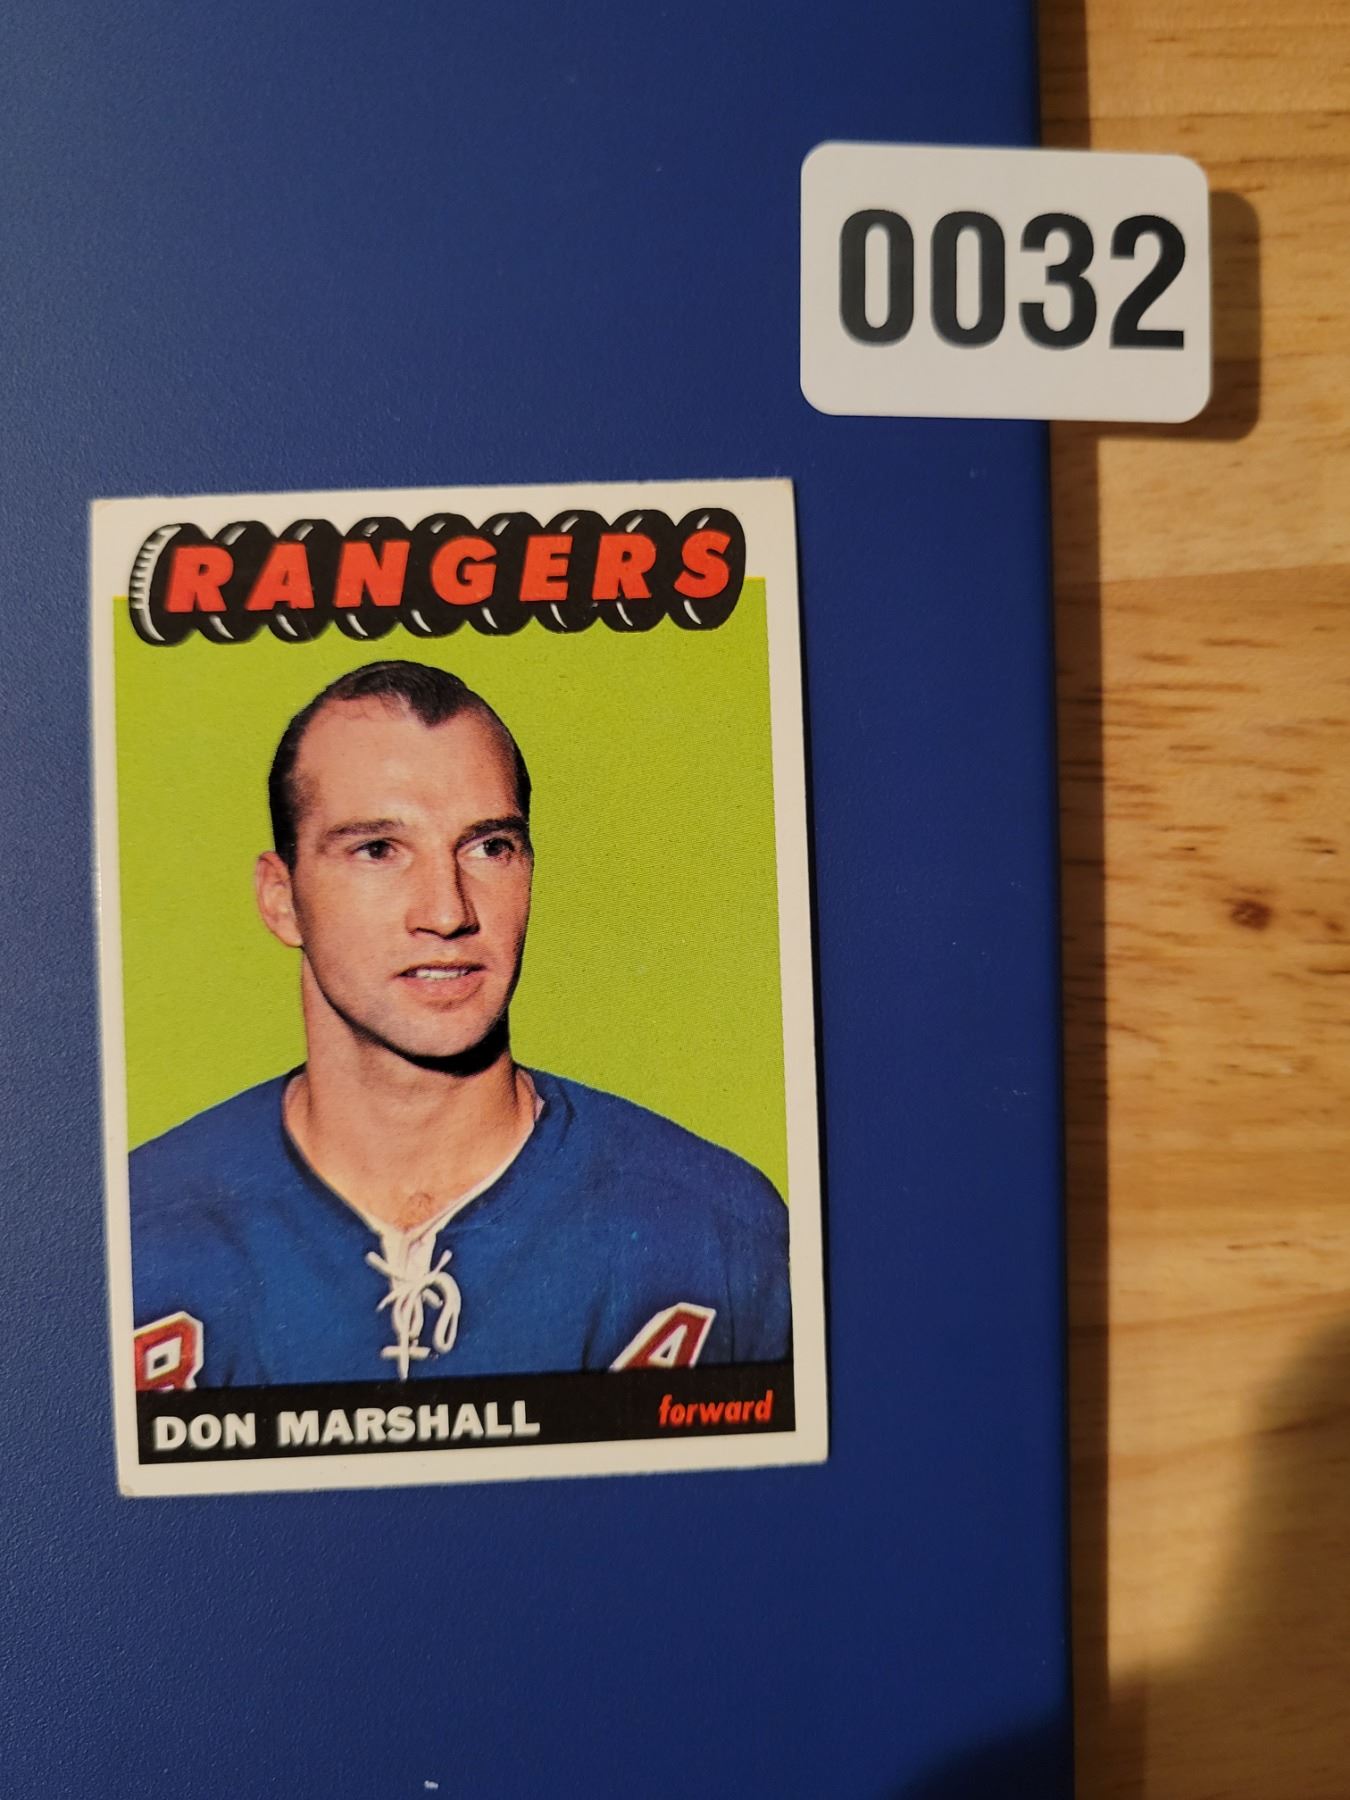 0032
RANGERS
R A
DON MARSHALL forward